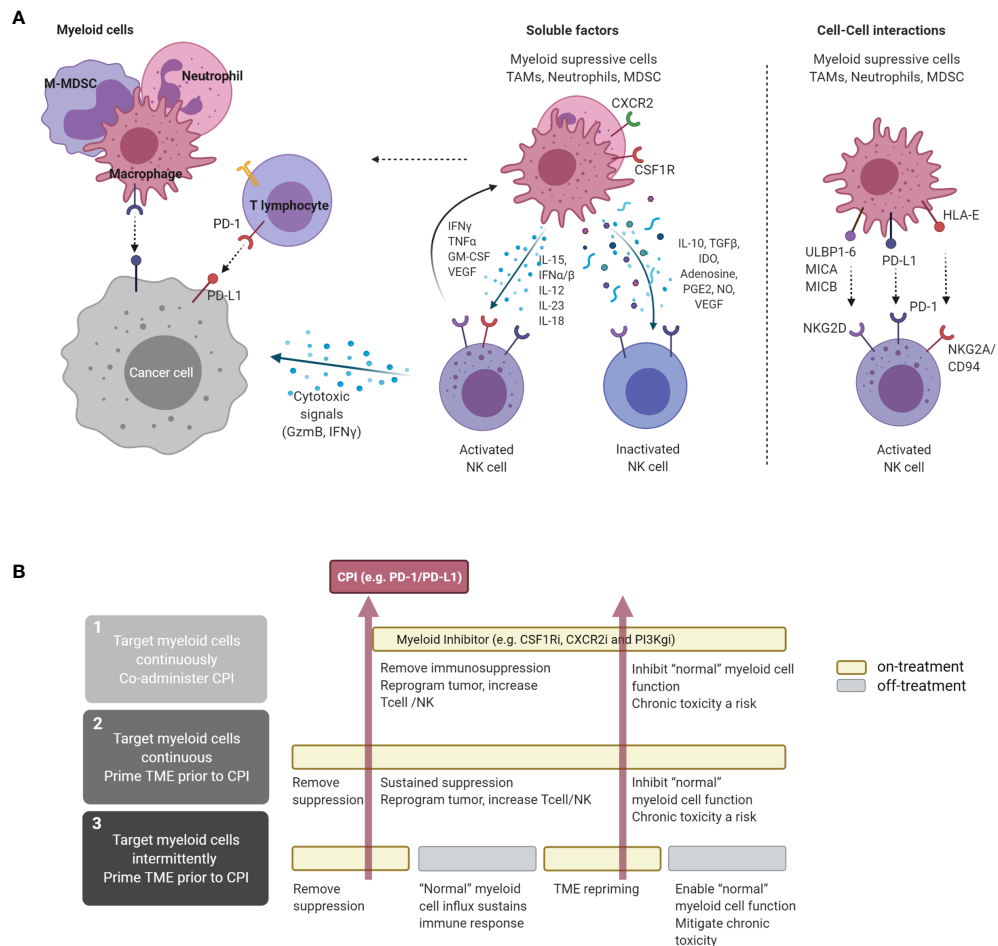 A
Myeloid cells
M-MDSC
Neutrophil
Macrophage
T lymphocyte
PD-1
PD-L1
Cancer cell
Cytotoxic
signals
(GzmB, IFNγ)
Soluble factors
Myeloid supressive cells
TAMs, Neutrophils, MDSC
CXCR2
CSF1R
IFNγ
TNFα
GM-CSF
VEGF
IL-15,
IFNα/β
IL-12
IL-23
IL-18
IL-10, TGFβ,
IDO,
Adenosine,
PGE2, NO,
VEGF
Activated
NK cell
Inactivated
NK cell
Cell-Cell interactions
Myeloid supressive cells
TAMs, Neutrophils, MDSC
HLA-E
ULBP1-6
MICA
MICB
PD-L1
PD-1
NKG2D
NKG2A/
CD94
Activated
NK cell
B
CPI (e.g. PD-1/PD-L1)
1
Target myeloid cells
continuously
Co-administer CPI
Myeloid Inhibitor (e.g. CSF1Ri, CXCR2i and PI3Kgi)
Remove immunosuppression
Reprogram tumor, increase
Tcell /NK
Inhibit “normal” myeloid cell
function
Chronic toxicity a risk
on-treatment
off-treatment
2
Target myeloid cells
continuous
Prime TME prior to CPI
Remove
suppression
Sustained suppression
Reprogram tumor, increase Tcell/NK
Inhibit “normal”
myeloid cell function
Chronic toxicity a risk
3
Target myeloid cells
intermittently
Prime TME prior to CPI
Remove
suppression
“Normal” myeloid
cell influx sustains
immune response
TME repriming
Enable “normal”
myeloid cell function
Mitigate chronic
toxicity